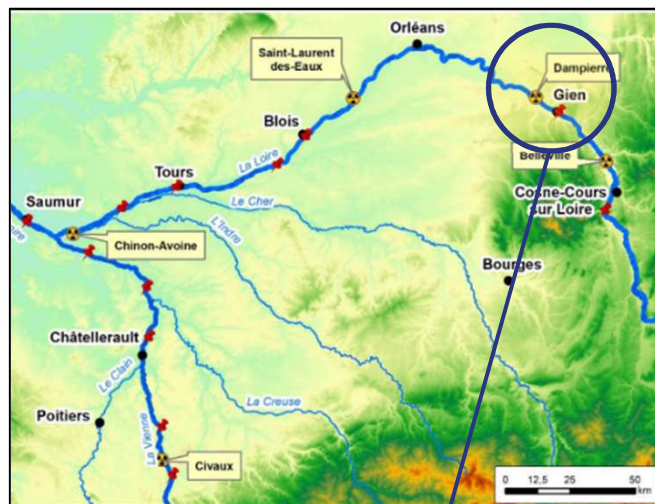 Orléans
Saint-Laurent
des-Eaux
Dampierre
Gien
Blois
La Loire
Belleville
Tours
Saumur
Le Cher
Cosne-Cours
sur Loire
L'Indre
Chinon-Avoine
Bourges
Châtellerault
Le Clain
La Creuse
Poitiers
La Vienne
Civaux
0 12,5 25 50
km